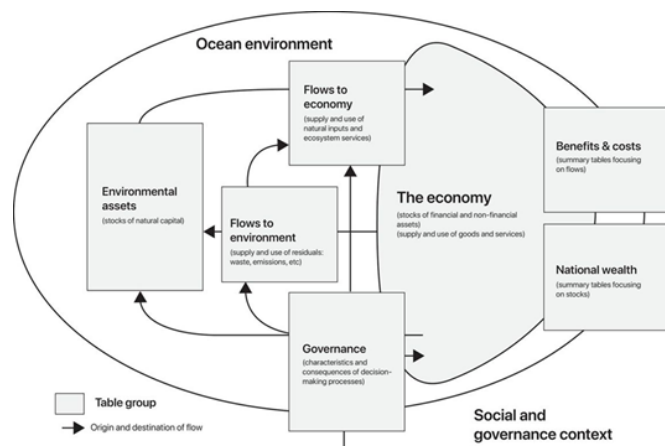 Ocean environment
Flows to
economy
(supply and use of
natural inputs and
ecosystem services)
Environmental
assets
(stocks of natural capital)
Flows to
environment
(supply and use of residuals:
waste, emissions, etc)
The economy
(stocks of financial and non-financial
assets)
(supply and use of goods and services)
Benefits & costs
(summary tables focusing
on flows)
National wealth
(summary tables focusing
on stocks)
Governance
(characteristics and
consequences of decision-
making processes)
Table group
Origin and destination of flow
Social and
governance context